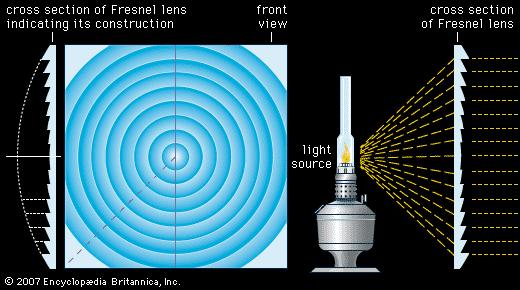 cross section of Fresnel lens
indicating its construction
front
view
cross section
of Fresnel lens
light
source
© 2007 Encyclopædia Britannica, Inc.